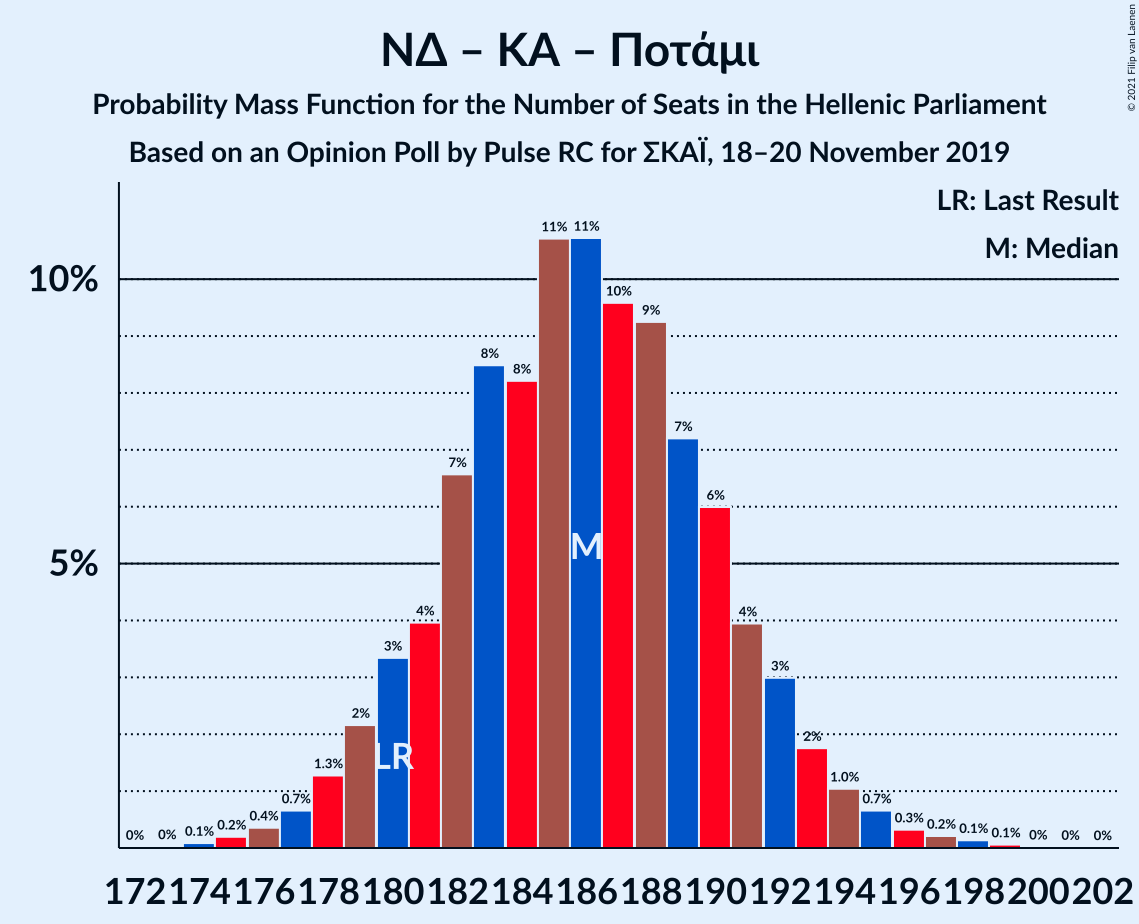 ΝΔ – ΚΑ – Ποτάμι
Probability Mass Function for the Number of Seats in the Hellenic Parliament
Based on an Opinion Poll by Pulse RC for ΣΚΑΪ, 18–20 November 2019
© 2021 Filip van Laenen
LR: Last Result
M: Median
10%
5%
0% 0% 0.1% 0.2% 0.4% 0.7% 1.3% 2% 3% 4% 7% 8% 8% 11% 11% 10% 9% 7% 6% 4% 3% 2% 1.0% 0.7% 0.3% 0.2% 0.1% 0.1% 0% 0% 0%
M
LR
172 174 176 178 180 182 184 186 188 190 192 194 196 198 200 202